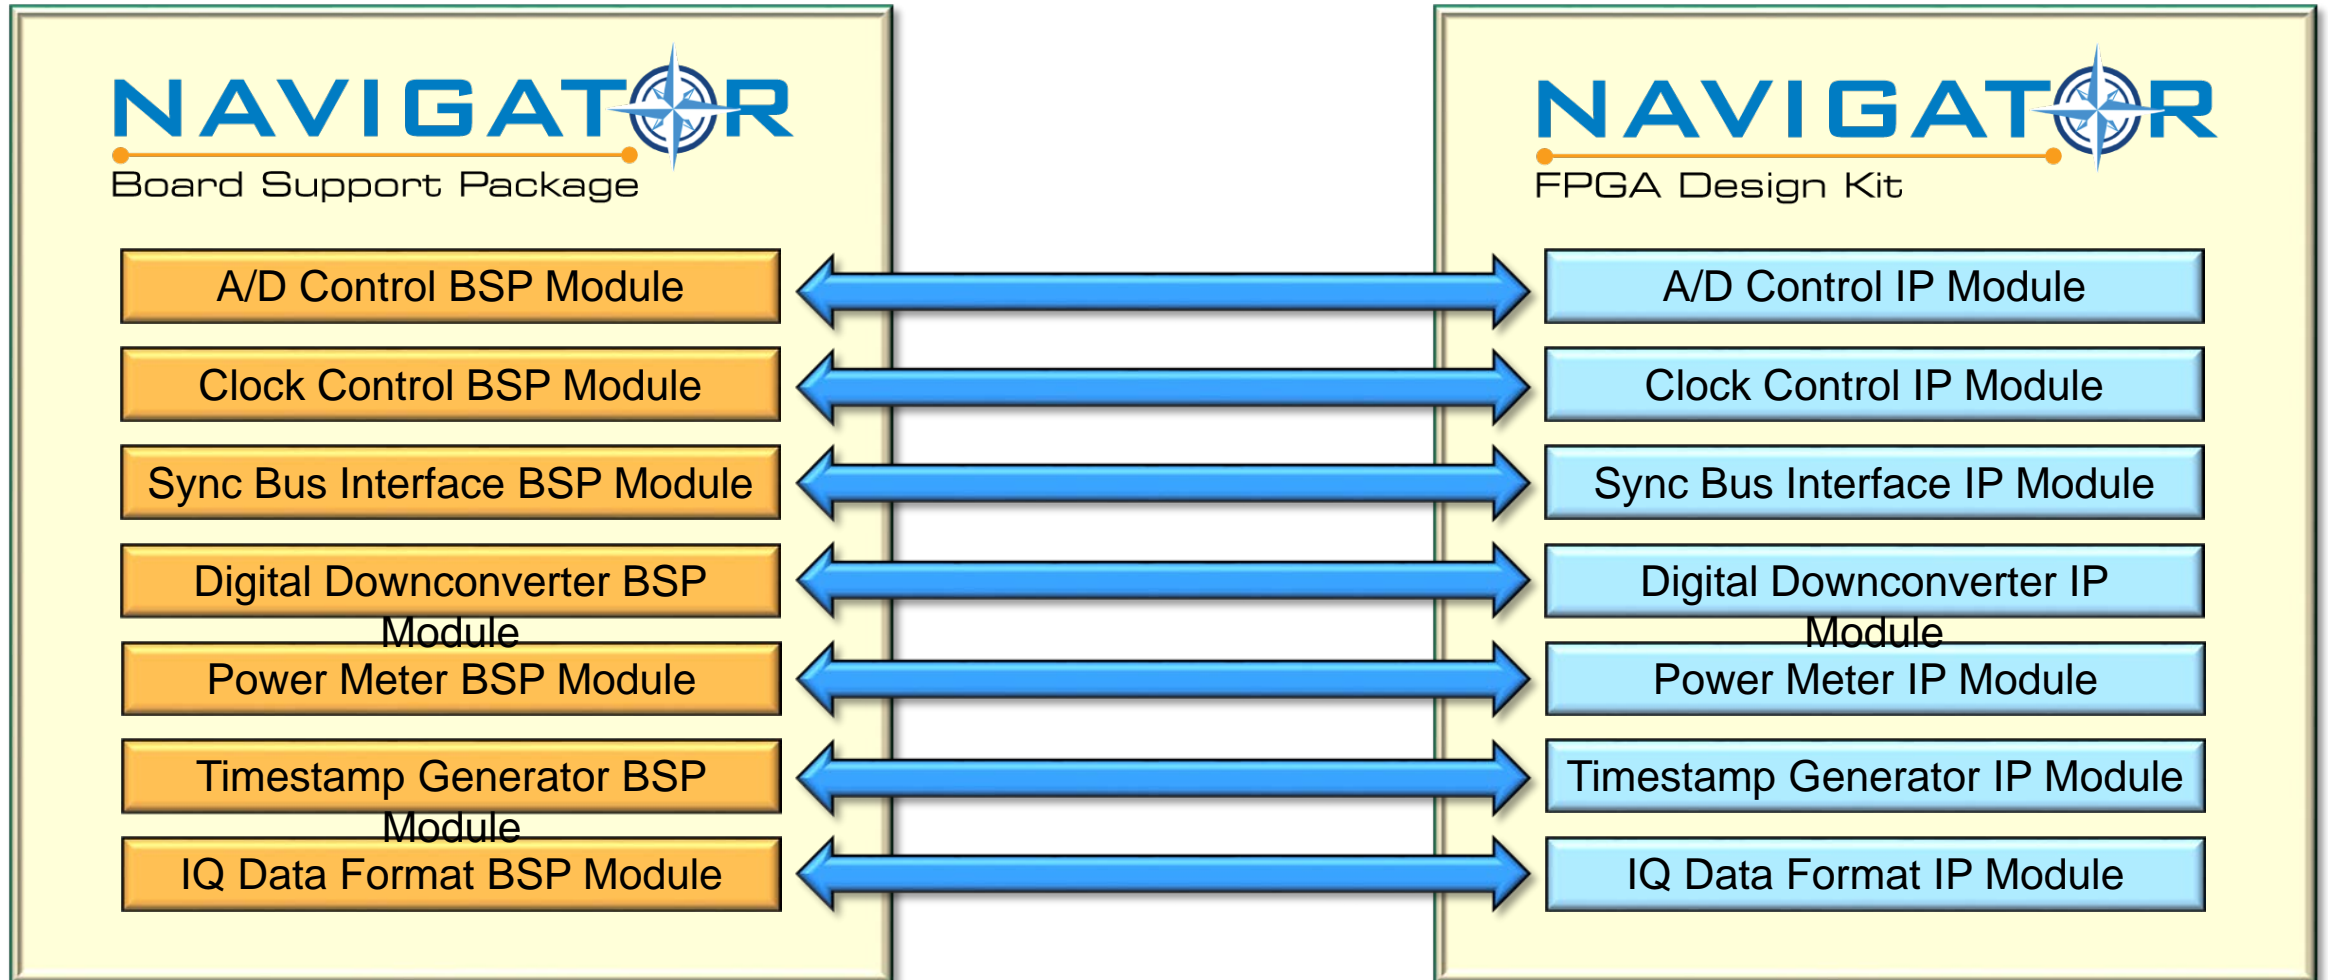 NAVIGATOR
Board Support Package
A/D Control BSP Module
Clock Control BSP Module
Sync Bus Interface BSP Module
Digital Downconverter BSP
Module
Power Meter BSP Module
Timestamp Generator BSP
Module
IQ Data Format BSP Module
NAVIGATOR
FPGA Design Kit
A/D Control IP Module
Clock Control IP Module
Sync Bus Interface IP Module
Digital Downconverter IP
Module
Power Meter IP Module
Timestamp Generator IP Module
IQ Data Format IP Module